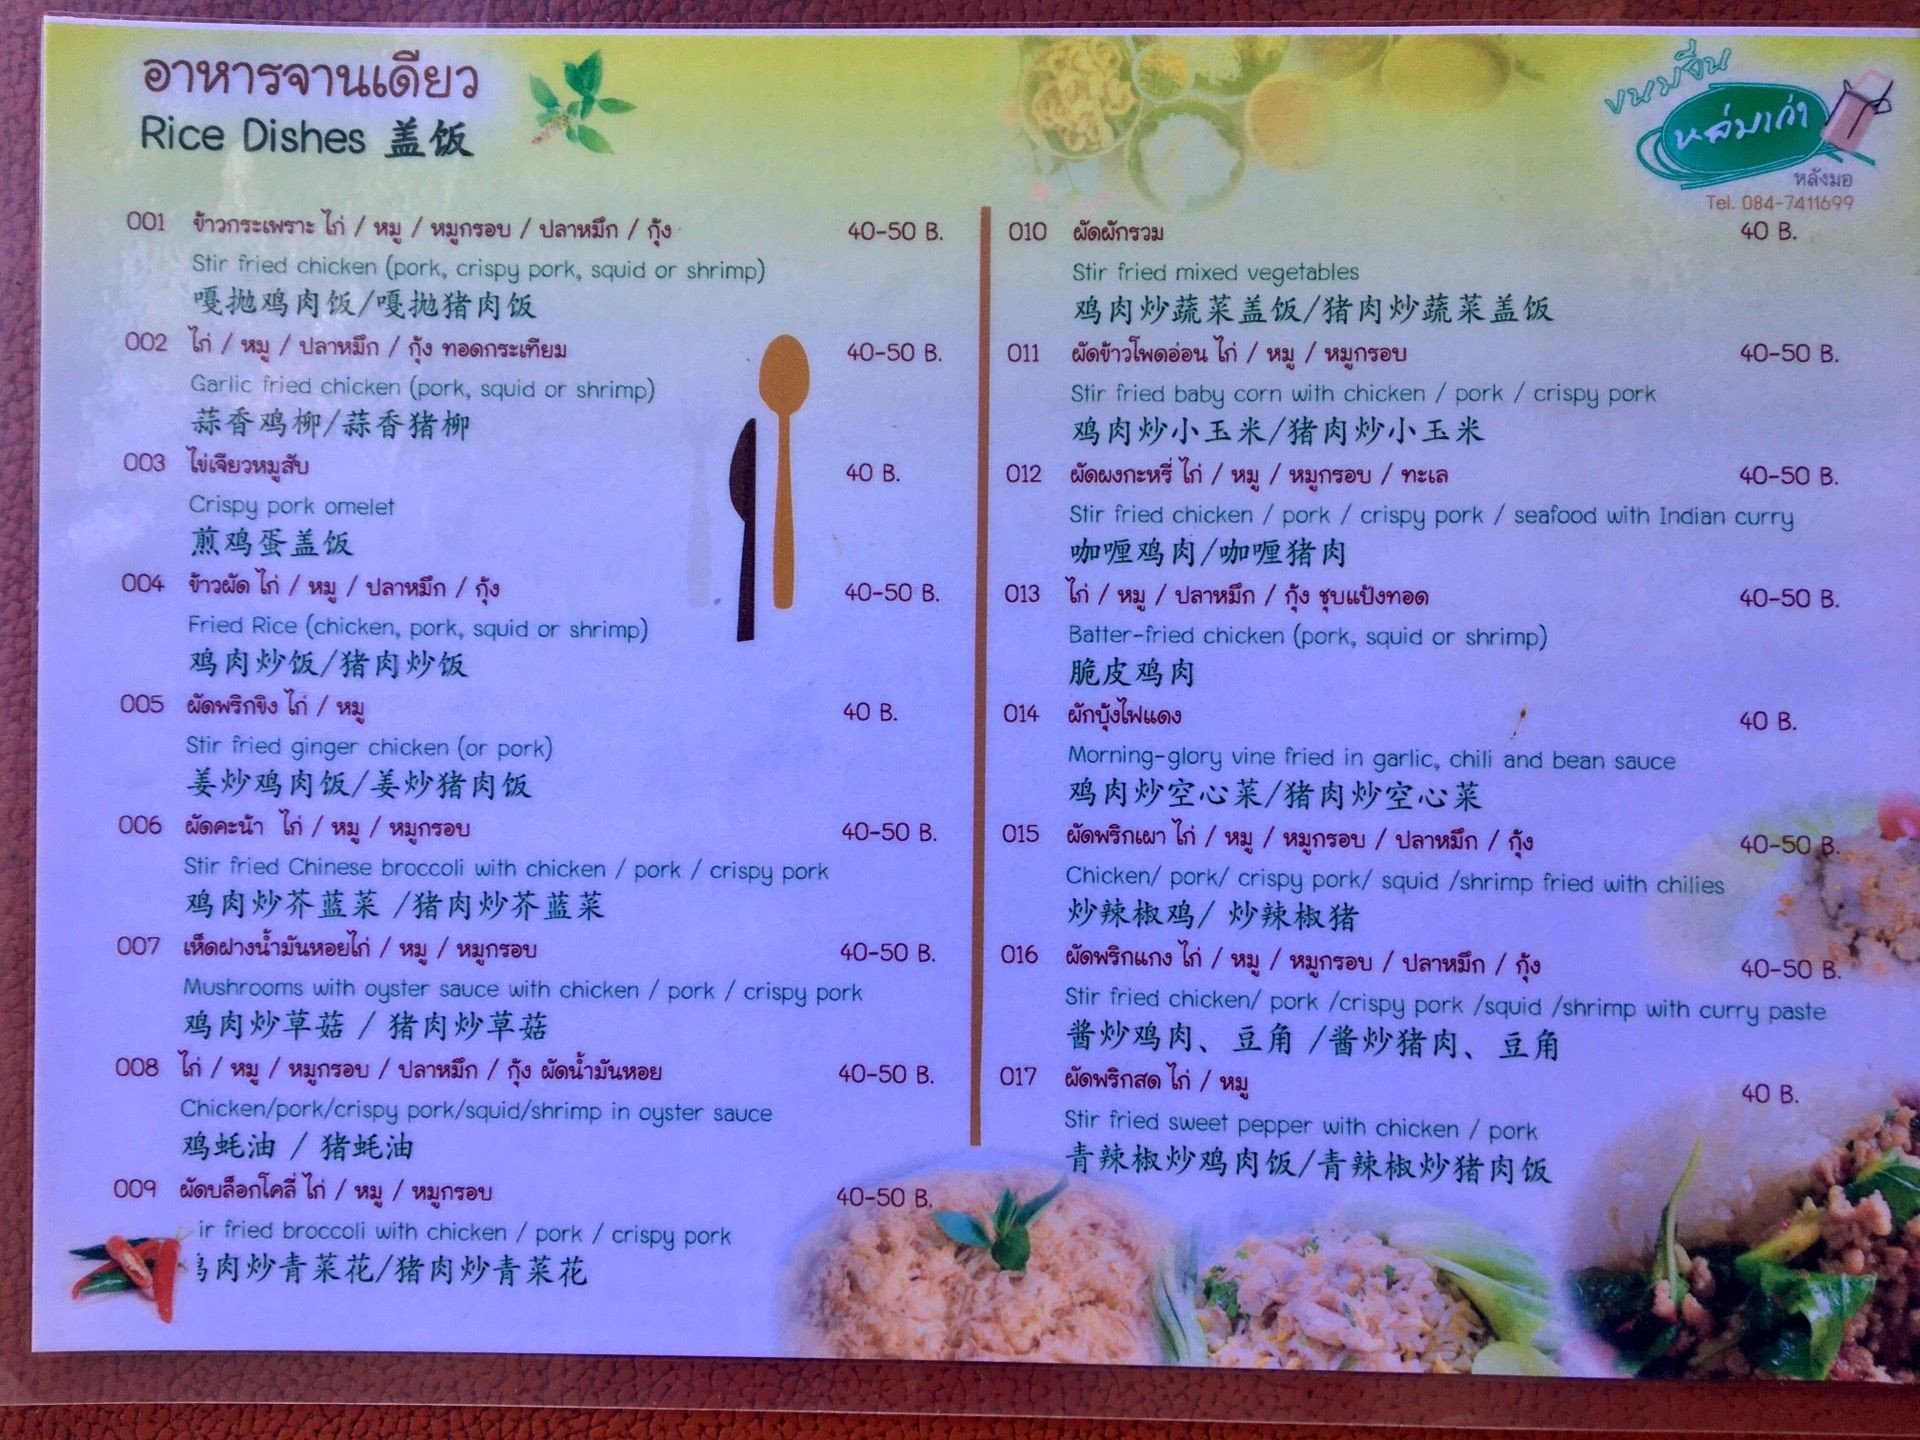 อาหารจานเดียว
Rice Dishes 盖饭
ขนมจีน
หล่มเก่า
หลังมอ
Tel. 084-7411699
001 ข้าวกระเพราะ ไก่ / หมู / หมูกรอบ / ปลาหมึก / กุ้ง 40-50 B.
Stir fried chicken (pork, crispy pork, squid or shrimp)
嘎抛鸡肉饭/嘎抛猪肉饭
002 ไก่ / หมู / ปลาหมึก / กุ้ง ทอดกระเทียม 40-50 B.
Garlic fried chicken (pork, squid or shrimp)
蒜香鸡柳/蒜香猪柳
003 ไข่เจียวหมูสับ 40 B.
Crispy pork omelet
煎鸡蛋盖饭
004 ข้าวผัด ไก่ / หมู / ปลาหมึก / กุ้ง 40-50 B.
Fried Rice (chicken, pork, squid or shrimp)
鸡肉炒饭/猪肉炒饭
005 ผัดพริกขิง ไก่ / หมู 40 B.
Stir fried ginger chicken (or pork)
姜炒鸡肉饭/姜炒猪肉饭
006 ผัดคะน้า ไก่ / หมู / หมูกรอบ 40-50 B.
Stir fried Chinese broccoli with chicken / pork / crispy pork
鸡肉炒芥蓝菜 /猪肉炒芥蓝菜
007 เห็ดฝางน้ำมันหอยไก่ / หมู / หมูกรอบ 40-50 B.
Mushrooms with oyster sauce with chicken / pork / crispy pork
鸡肉炒草菇 / 猪肉炒草菇
008 ไก่ / หมู / หมูกรอบ / ปลาหมึก / กุ้ง ผัดน้ำมันหอย 40-50 B.
Chicken/pork/crispy pork/squid/shrimp in oyster sauce
鸡蚝油 / 猪蚝油
009 ผัดบล็อกโคลี่ ไก่ / หมู / หมูกรอบ 40-50 B.
ir fried broccoli with chicken / pork / crispy pork
肉炒青菜花/猪肉炒青菜花
010 ผัดผักรวม 40 B.
Stir fried mixed vegetables
鸡肉炒蔬菜盖饭/猪肉炒蔬菜盖饭
011 ผัดข้าวโพดอ่อน ไก่ / หมู / หมูกรอบ 40-50 B.
Stir fried baby corn with chicken / pork / crispy pork
鸡肉炒小玉米/猪肉炒小玉米
012 ผัดผงกะหรี่ ไก่ / หมู / หมูกรอบ / ทะเล 40-50 B.
Stir fried chicken / pork / crispy pork / seafood with Indian curry
咖喱鸡肉/咖喱猪肉
013 ไก่ / หมู / ปลาหมึก / กุ้ง ชุบแป้งทอด 40-50 B.
Batter-fried chicken (pork, squid or shrimp)
脆皮鸡肉
014 ผักบุ้งไฟแดง 40 B.
Morning-glory vine fried in garlic, chili and bean sauce
鸡肉炒空心菜/猪肉炒空心菜
015 ผัดพริกเผา ไก่ / หมู / หมูกรอบ / ปลาหมึก / กุ้ง 40-50 B.
Chicken/ pork/ crispy pork/ squid /shrimp fried with chilies
炒辣椒鸡/ 炒辣椒猪
016 ผัดพริกแกง ไก่ / หมู / หมูกรอบ / ปลาหมึก / กุ้ง 40-50 B.
Stir fried chicken/ pork /crispy pork /squid /shrimp with curry paste
酱炒鸡肉、豆角 /酱炒猪肉、豆角
017 ผัดพริกสด ไก่ / หมู 40 B.
Stir fried sweet pepper with chicken / pork
青辣椒炒鸡肉饭/青辣椒炒猪肉饭